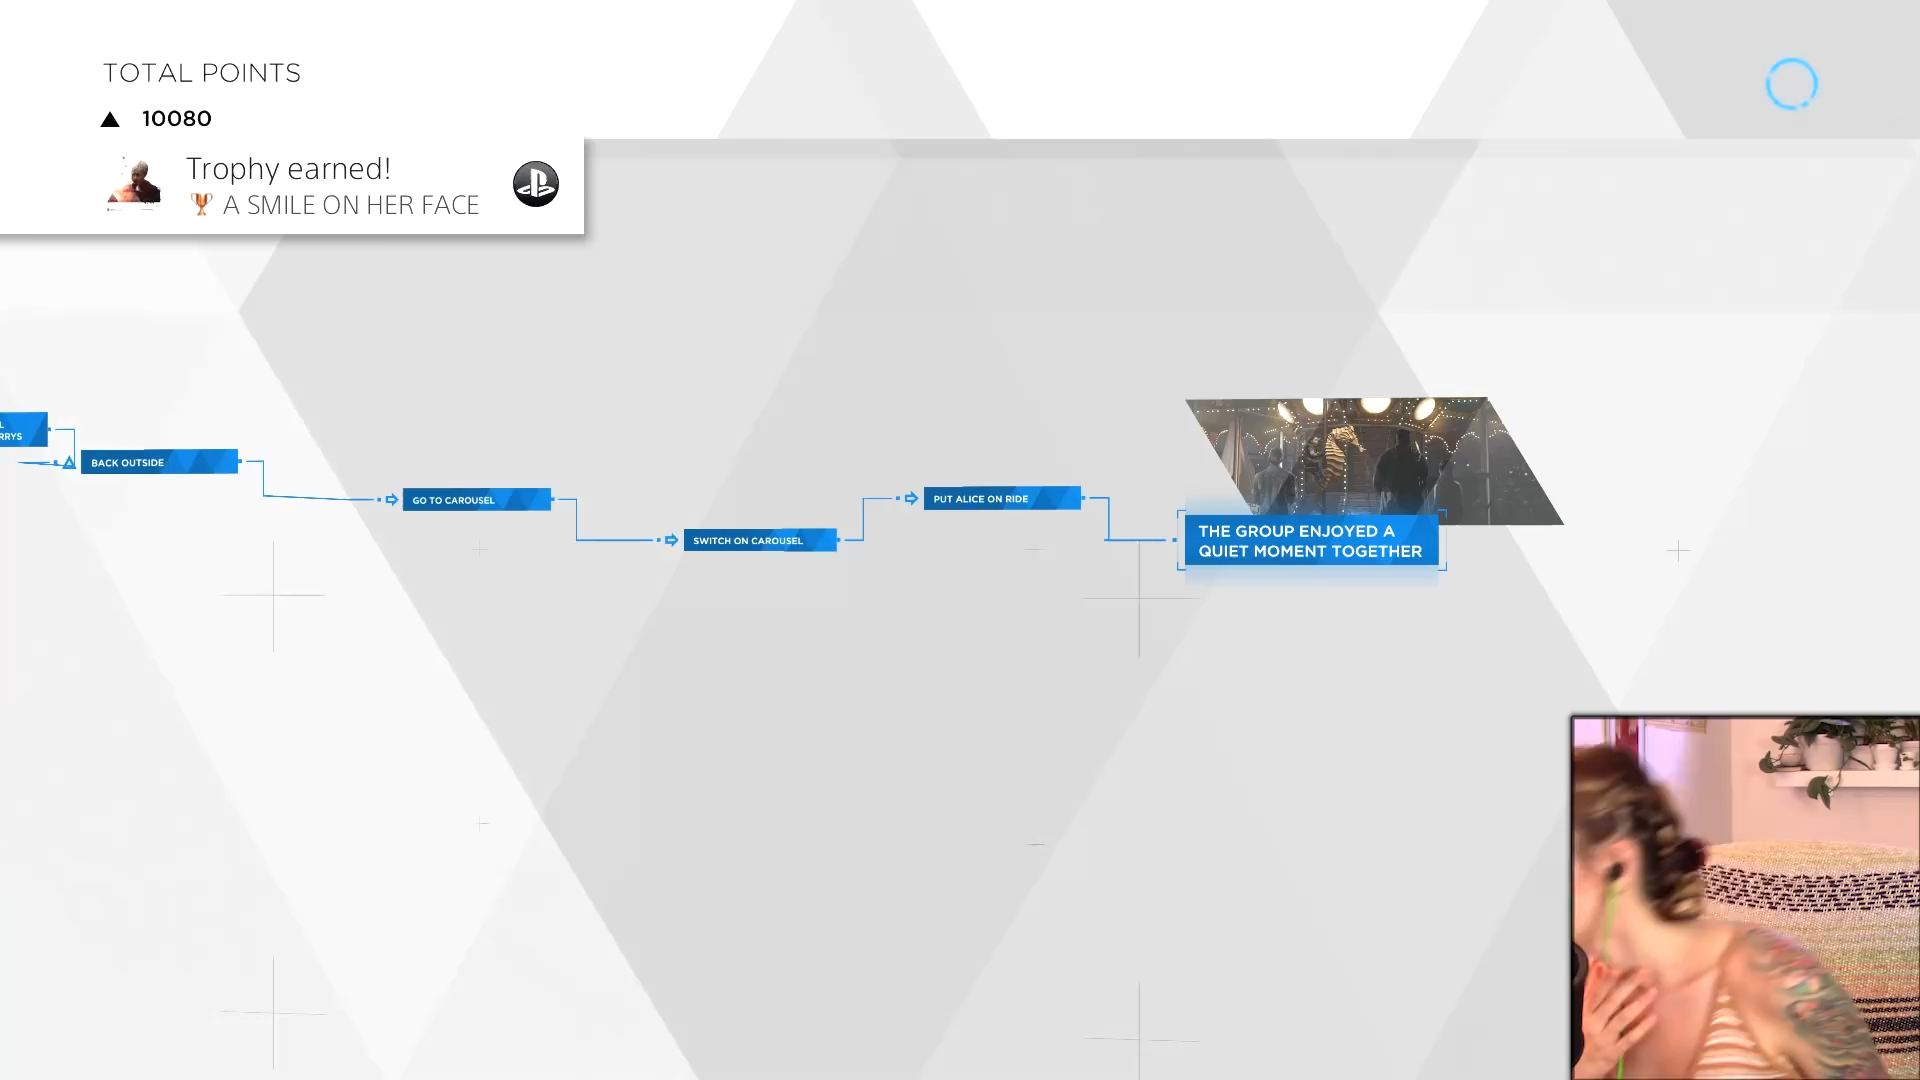 TOTAL POINTS
10080
Trophy earned!
A SMILE ON HER FACE
L
RRYS
BACK OUTSIDE
GO TO CAROUSEL
SWITCH ON CAROUSEL
PUT ALICE ON RIDE
THE GROUP ENJOYED A
QUIET MOMENT TOGETHER